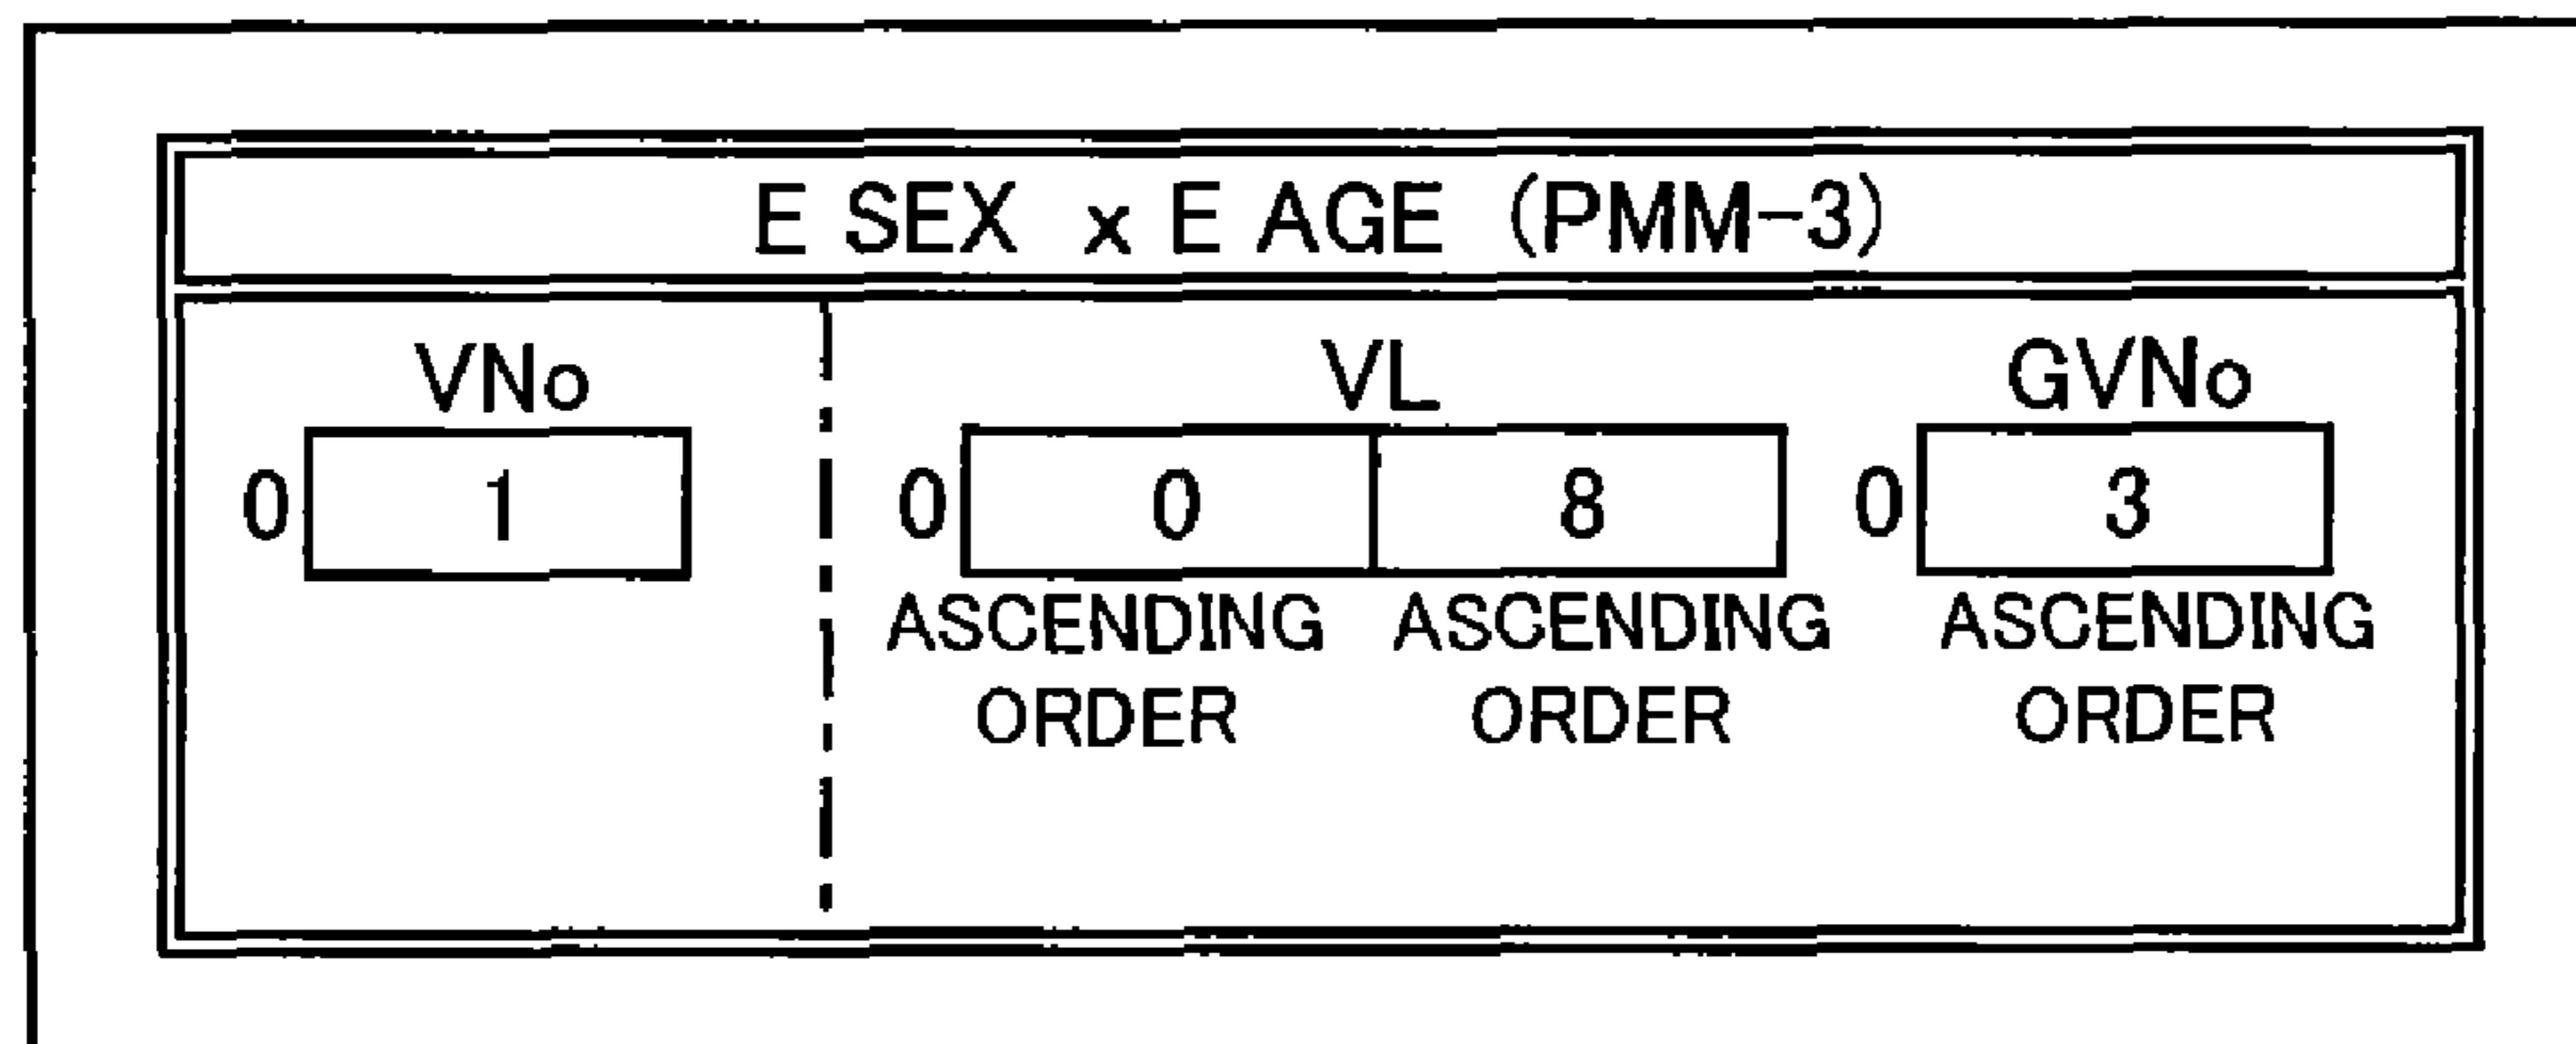 E SEX x E AGE (PMM-3)
VNo VL GVNo
0 1 0 0 8 0 3
ASCENDING ASCENDING ASCENDING
ORDER ORDER ORDER